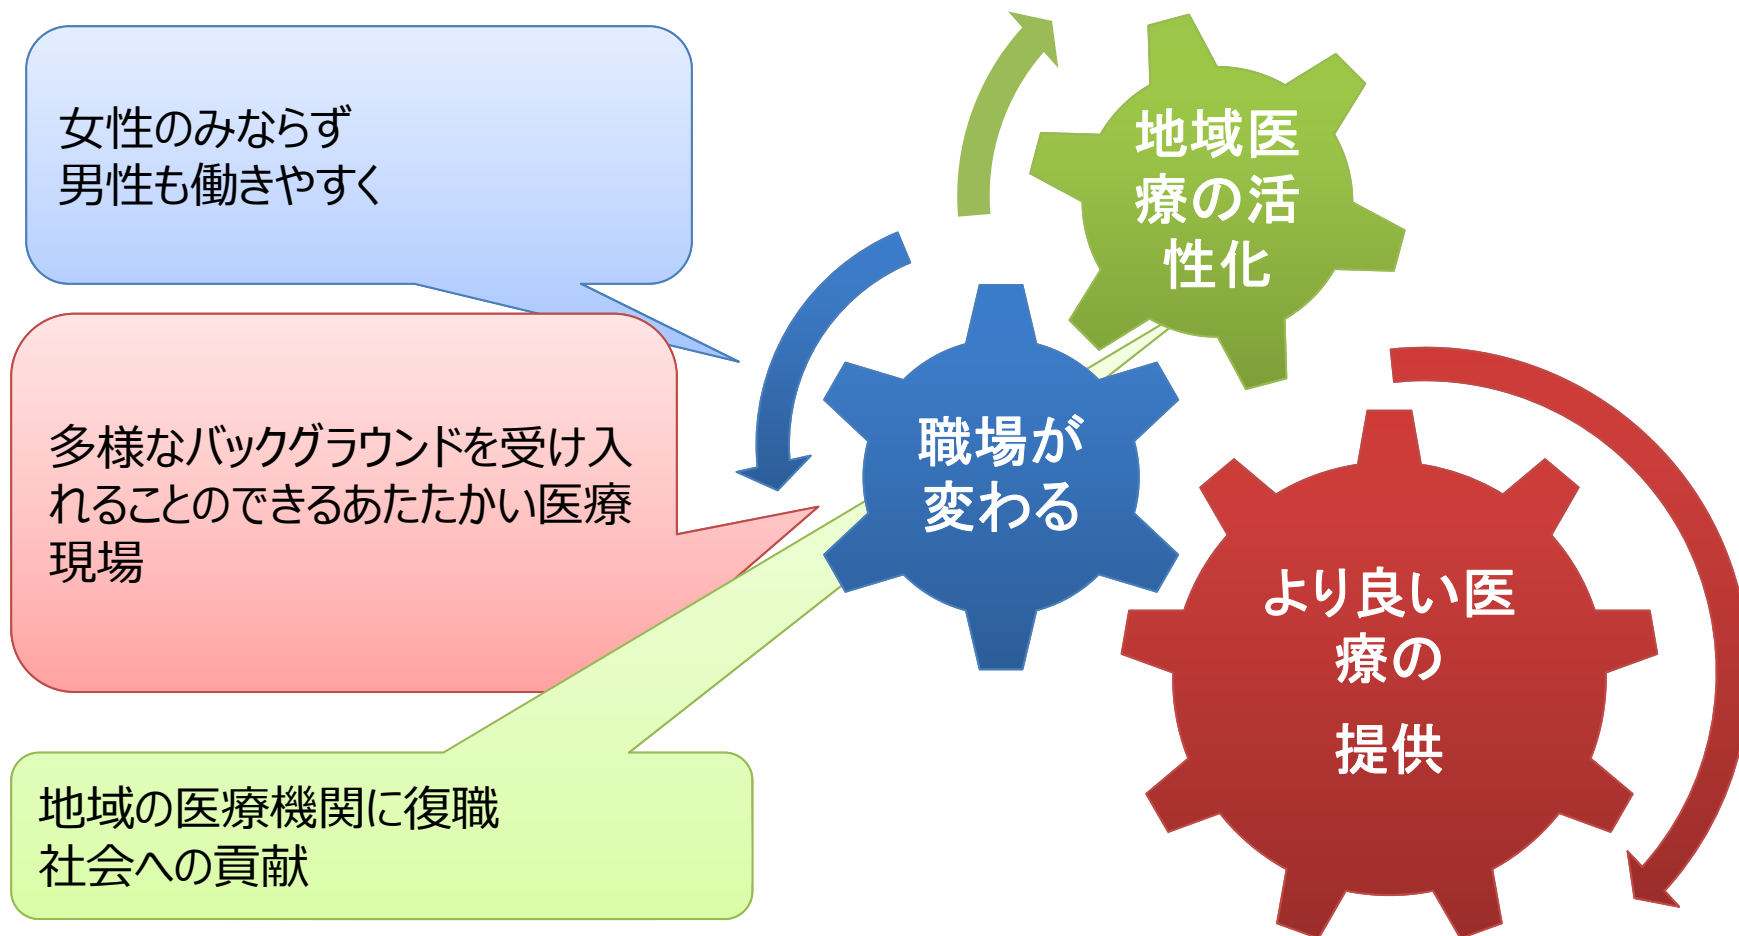 女性のみならず
男性も働きやすく
多様なバックグラウンドを受け入
れることのできるあたたかい医療
現場
地域の医療機関に復職
社会への貢献
地域医
療の活
性化
職場が
変わる
より良い医
療の
提供